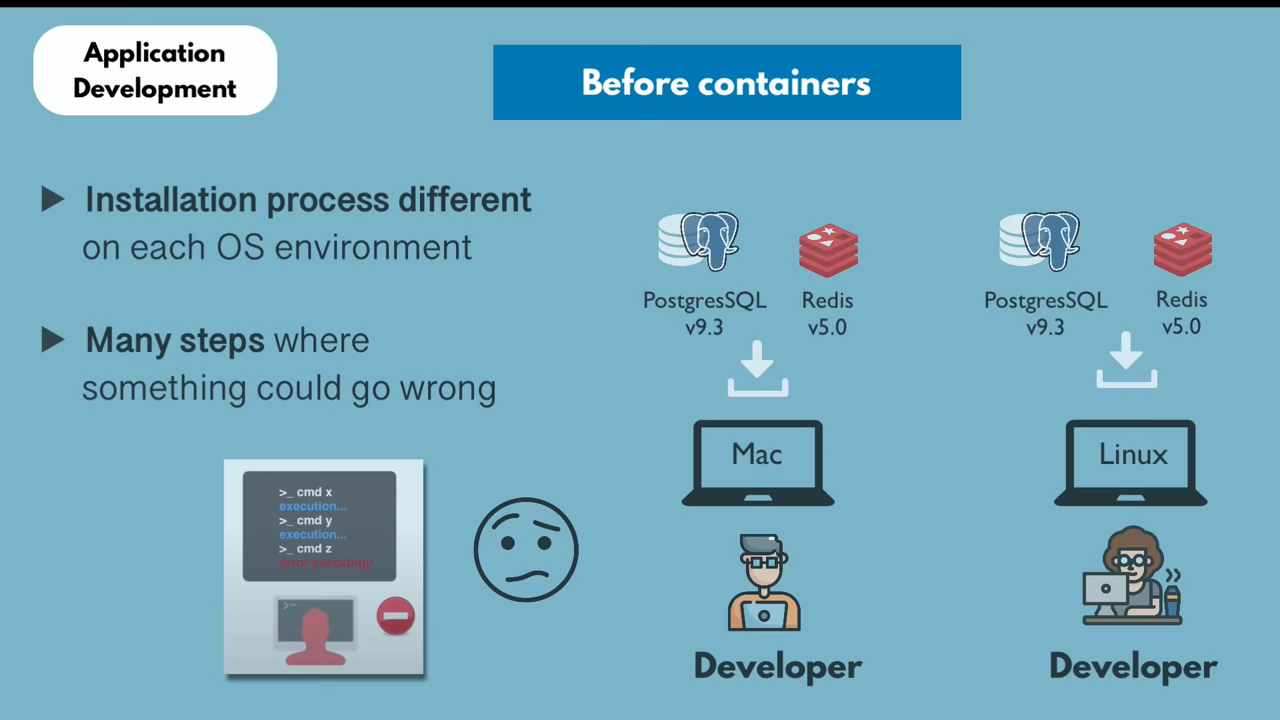 Application
Development
Before containers
Installation process different
on each OS environment
Many steps where
something could go wrong
>_ cmd x
execution...
>_ cmd y
execution...
>_ cmd z
error executing!
>_
PostgresSQL
v9.3
Redis
v5.0
Mac
Developer
PostgresSQL
v9.3
Redis
v5.0
Linux
Developer